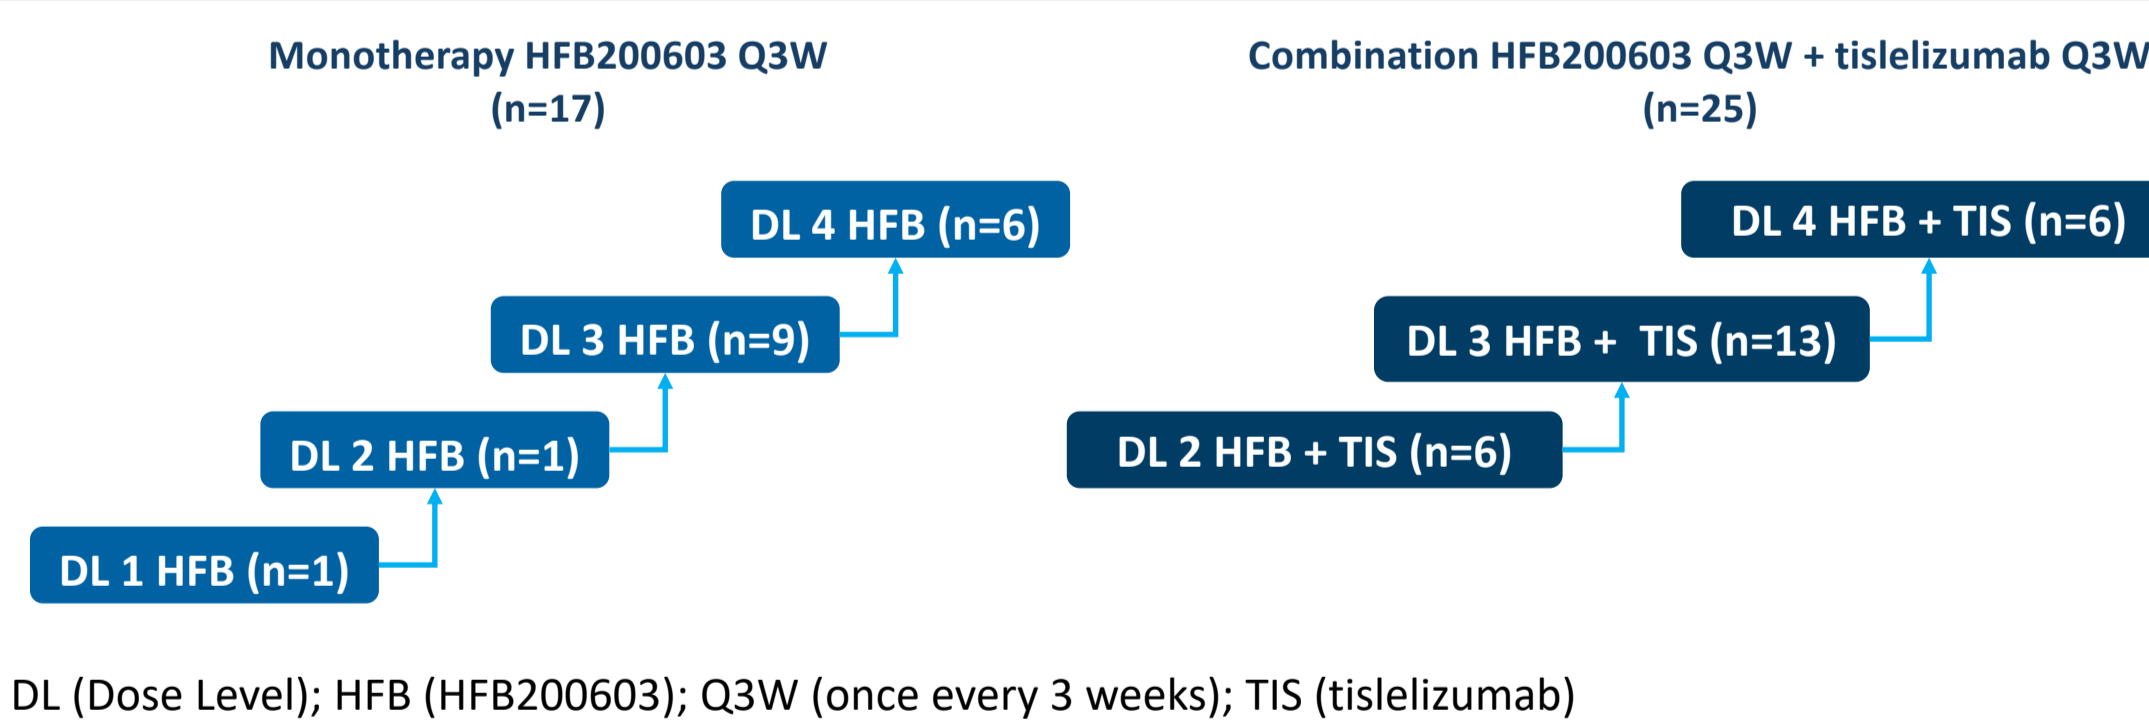 Monotherapy HFB200603 Q3W
(n=17)
DL 4 HFB (n=6)
DL 3 HFB (n=9)
DL 2 HFB (n=1)
DL 1 HFB (n=1)
Combination HFB200603 Q3W + tislelizumab Q3W
(n=25)
DL 4 HFB + TIS (n=6)
DL 3 HFB + TIS (n=13)
DL 2 HFB + TIS (n=6)
DL (Dose Level); HFB (HFB200603); Q3W (once every 3 weeks); TIS (tislelizumab)